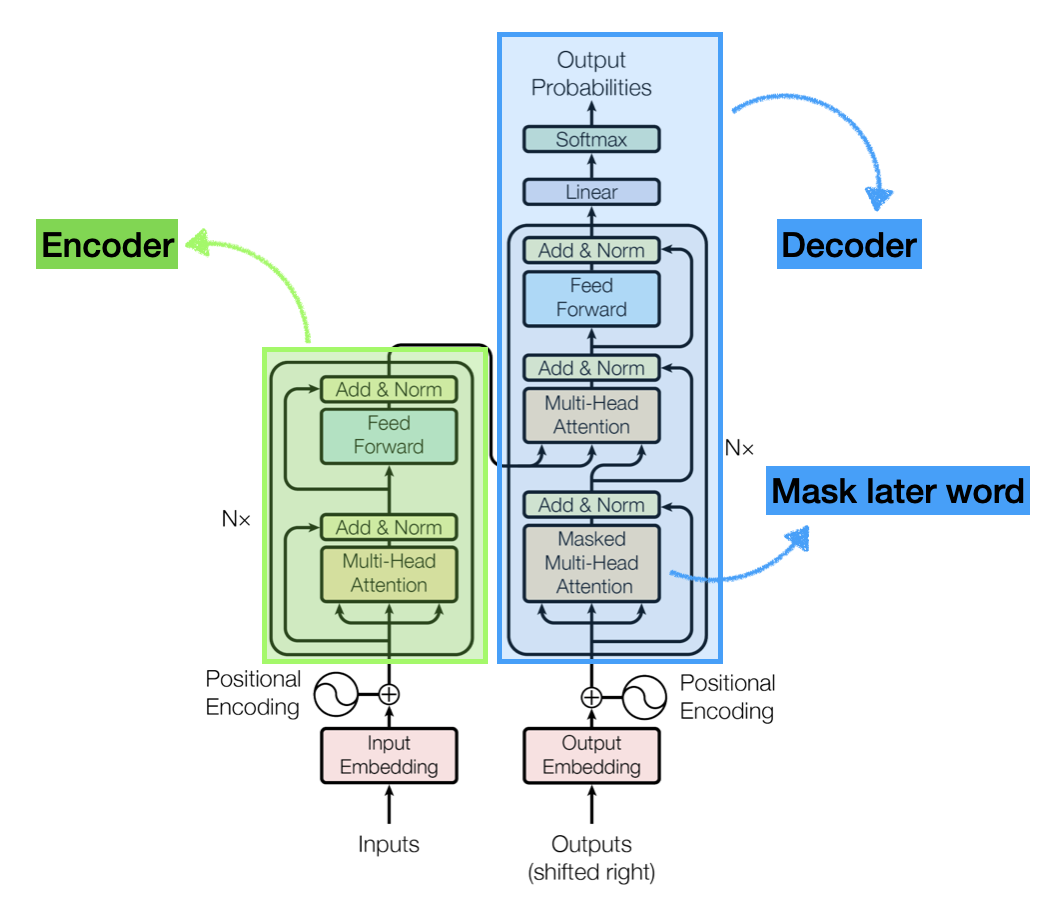 Output
Probabilities
Softmax
Linear
Decoder
Encoder
Add & Norm
Feed
Forward
Add & Norm
Multi-Head
Attention
N×
Add & Norm
Masked
Multi-Head
Attention
Mask later word
Add & Norm
Feed
Forward
N×
Add & Norm
Multi-Head
Attention
Positional
Encoding
Positional
Encoding
Input
Embedding
Output
Embedding
Inputs
Outputs
(shifted right)